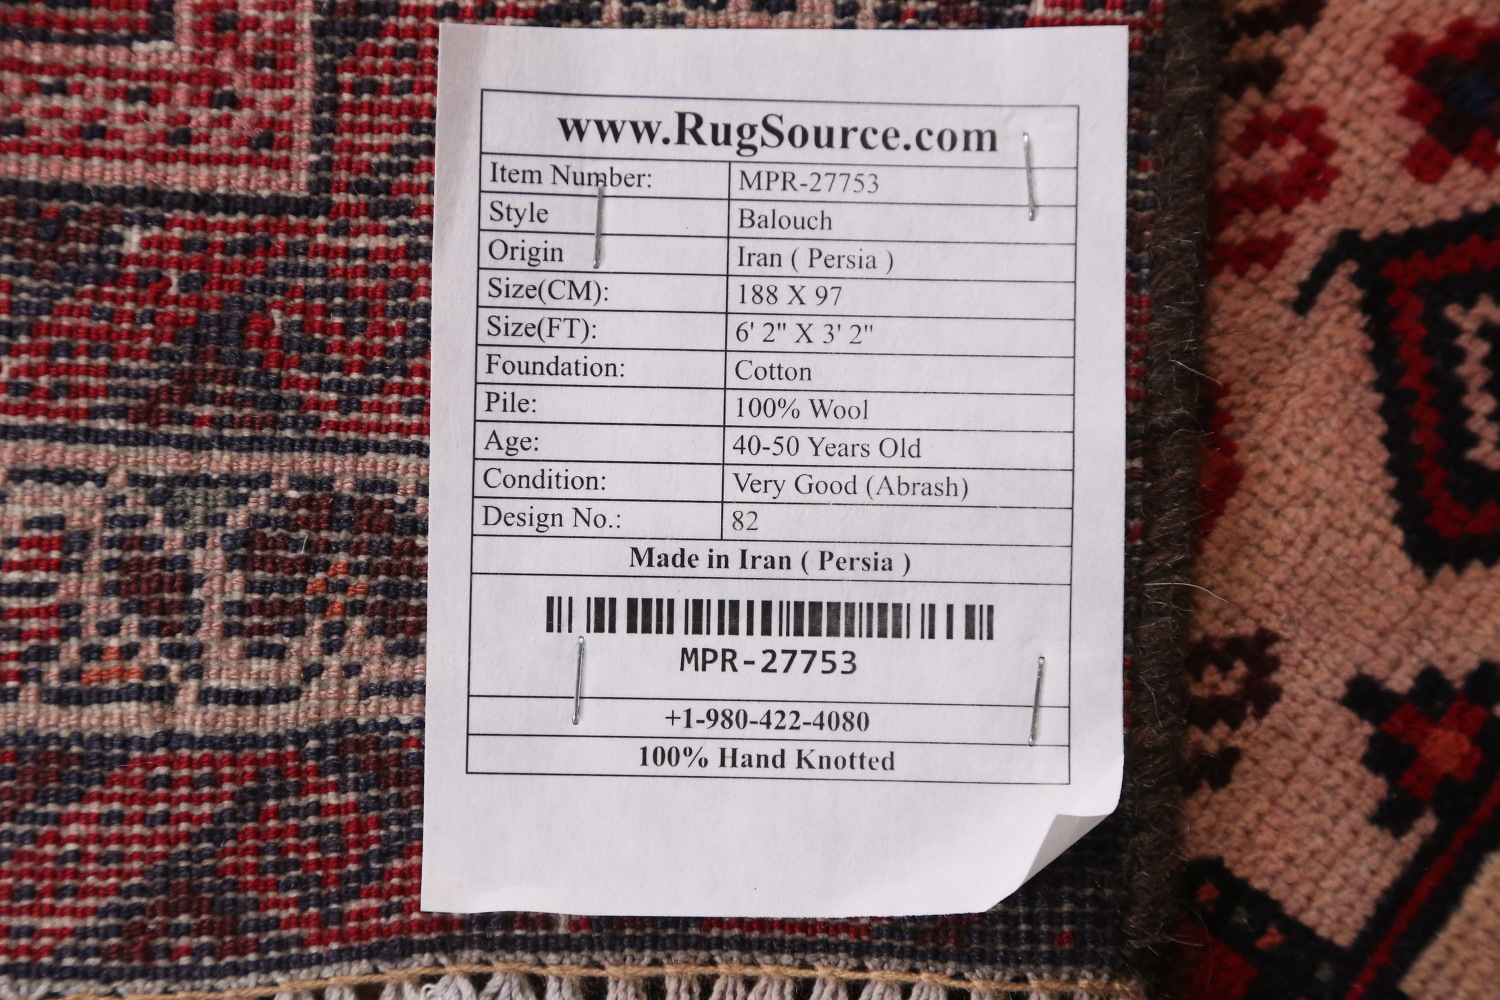 www.RugSource.com
Item Number: MPR-27753
Style Balouch
Origin Iran ( Persia )
Size(CM): 188 X 97
Size(FT): 6' 2" X 3' 2"
Foundation: Cotton
Pile: 100% Wool
Age: 40-50 Years Old
Condition: Very Good (Abrash)
Design No.: 82
Made in Iran ( Persia )
MPR-27753
+1-980-422-4080
100% Hand Knotted